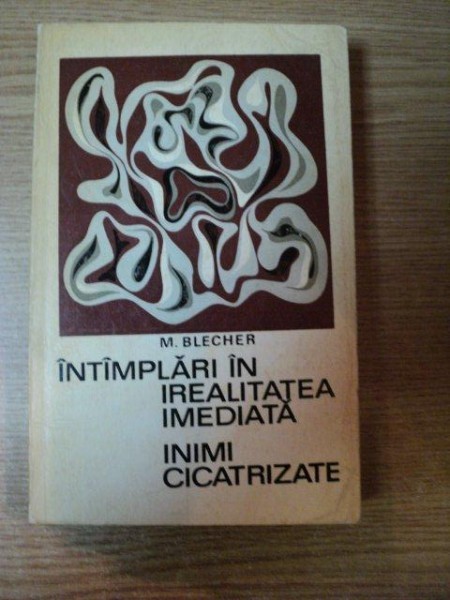 M. BLECHER
ÎNTÎMPLĂRI ÎN
IREALITATEA
IMEDIATĂ
INIMI
CICATRIZATE